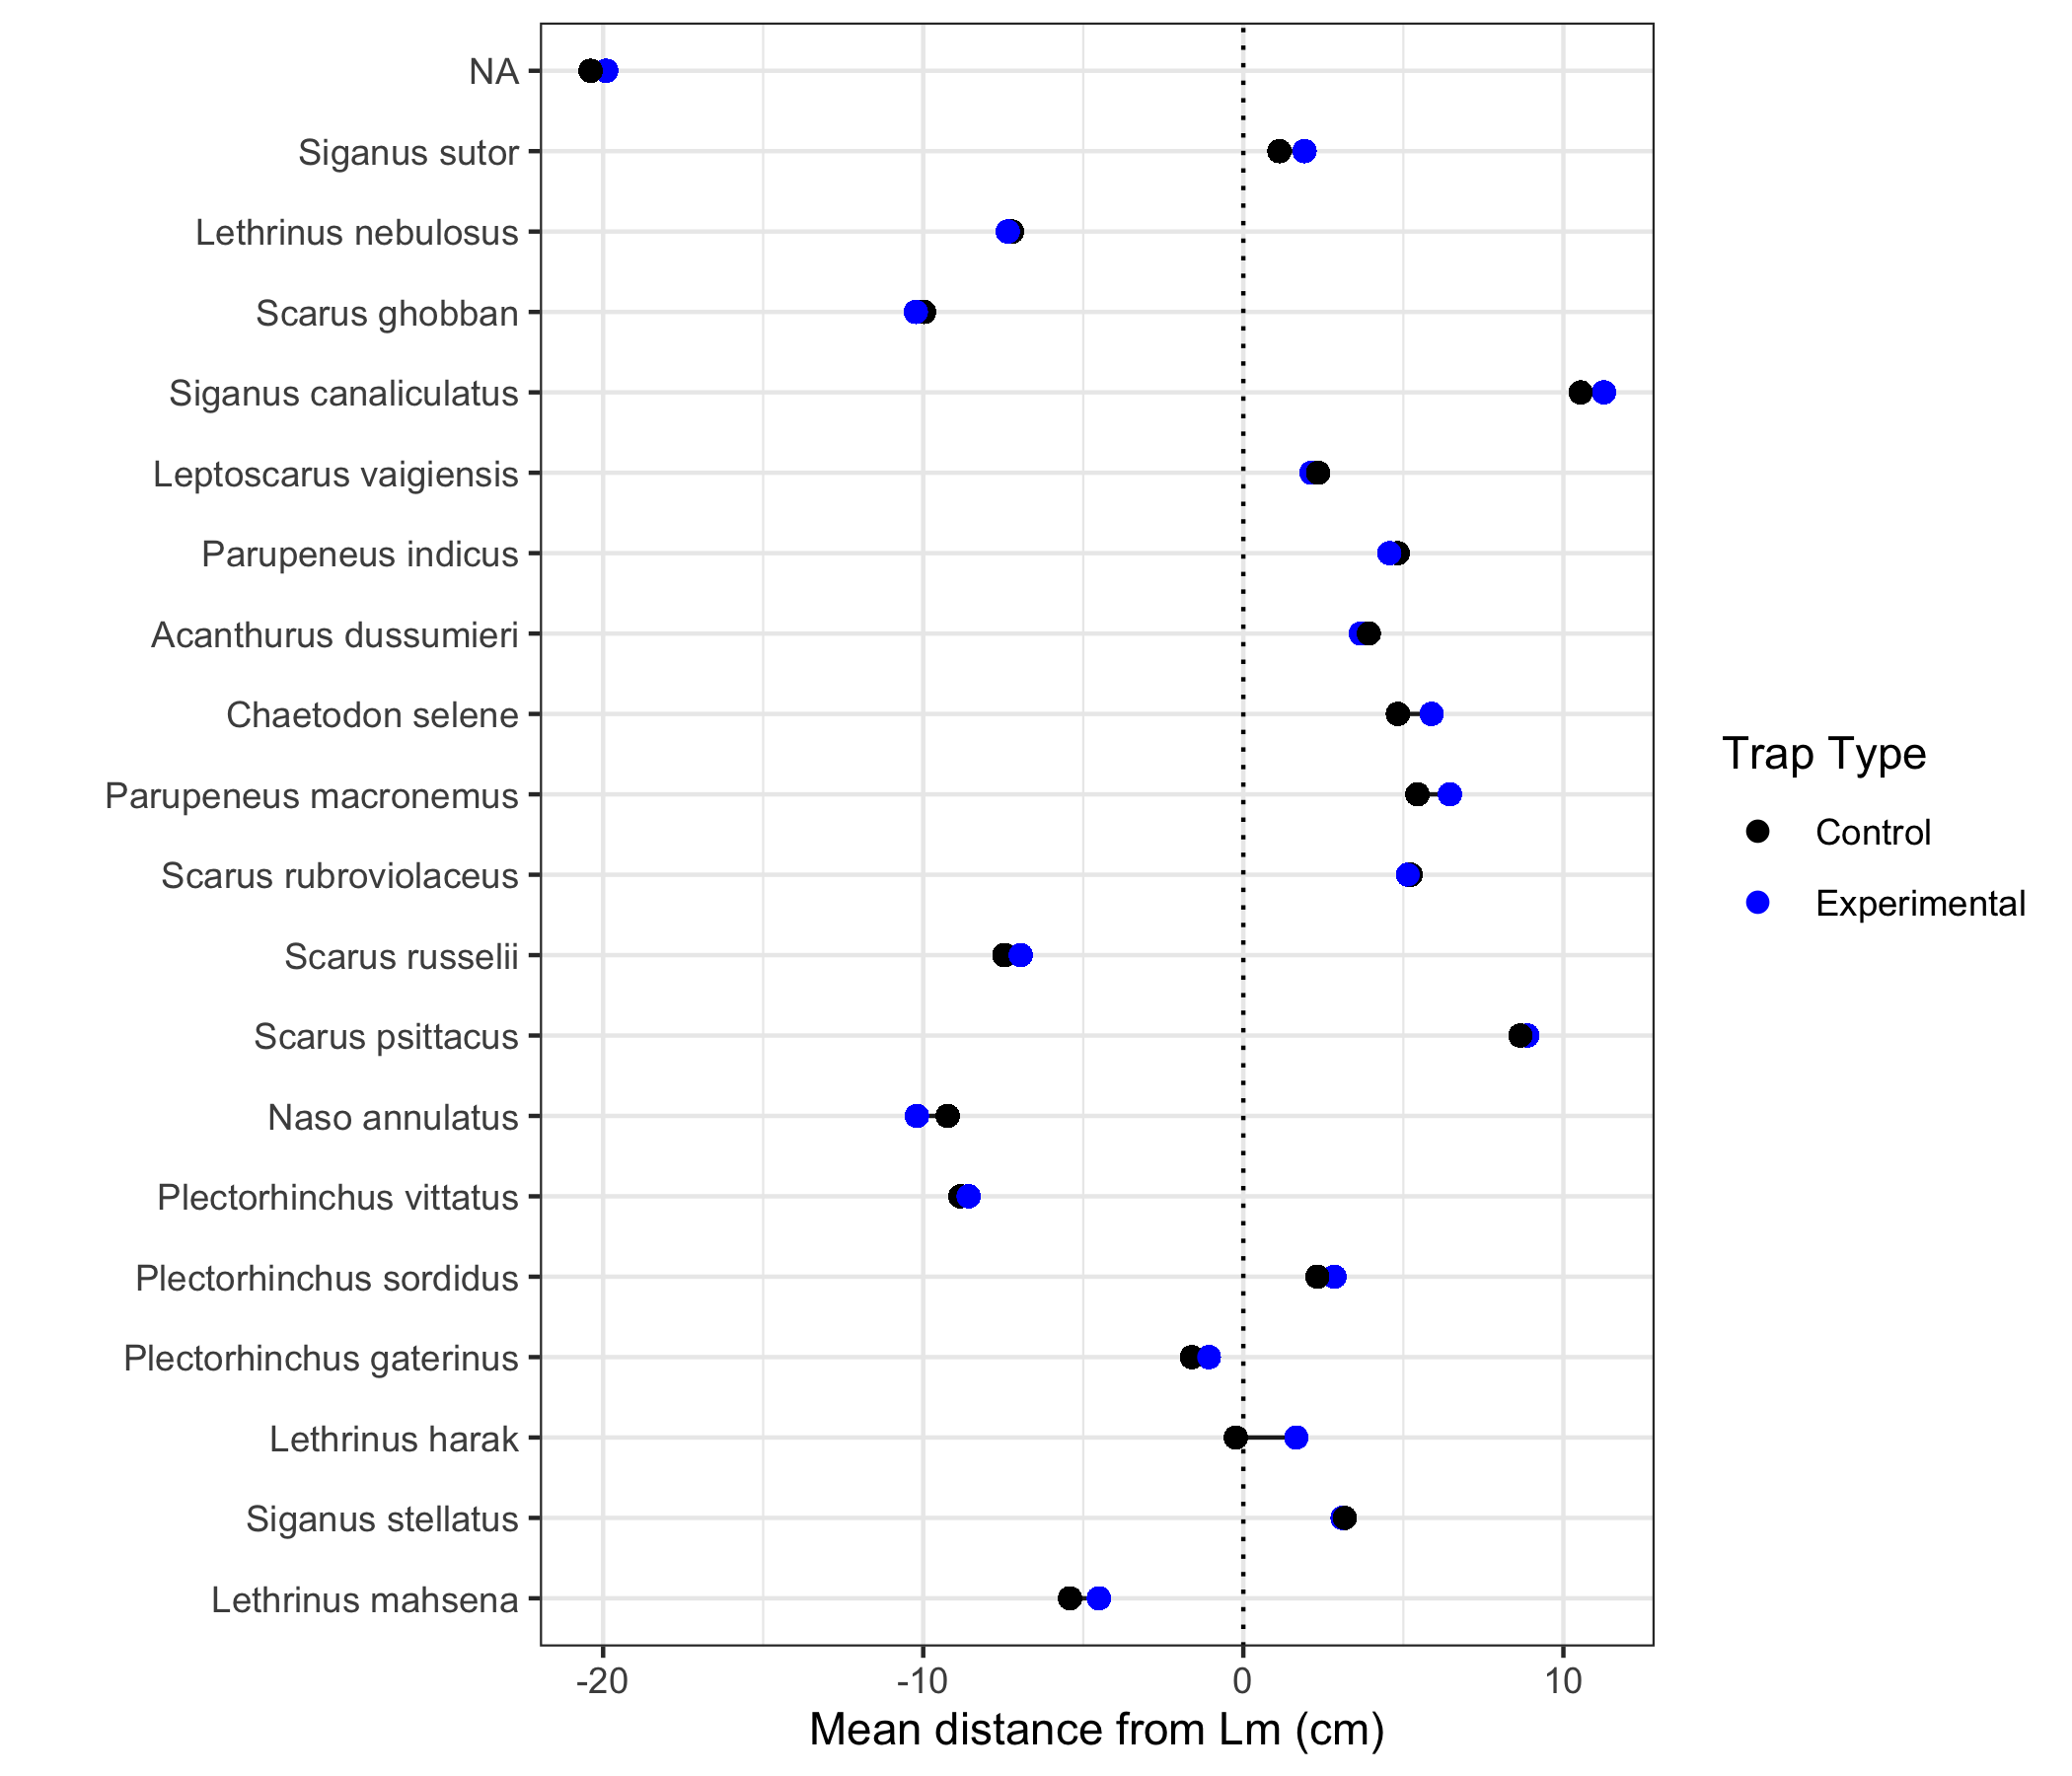 NA
Siganus sutor
Lethrinus nebulosus
Scarus ghobban
Siganus canaliculatus
Leptoscarus vaigiensis
Parupeneus indicus
Acanthurus dussumieri
Chaetodon selene
Parupeneus macronemus
Scarus rubroviolaceus
Scarus russelii
Scarus psittacus
Naso annulatus
Plectorhinchus vittatus
Plectorhinchus sordidus
Plectorhinchus gaterinus
Lethrinus harak
Siganus stellatus
Lethrinus mahsena
-20 -10 0 10
Mean distance from Lm (cm)
Trap Type
Control
Experimental